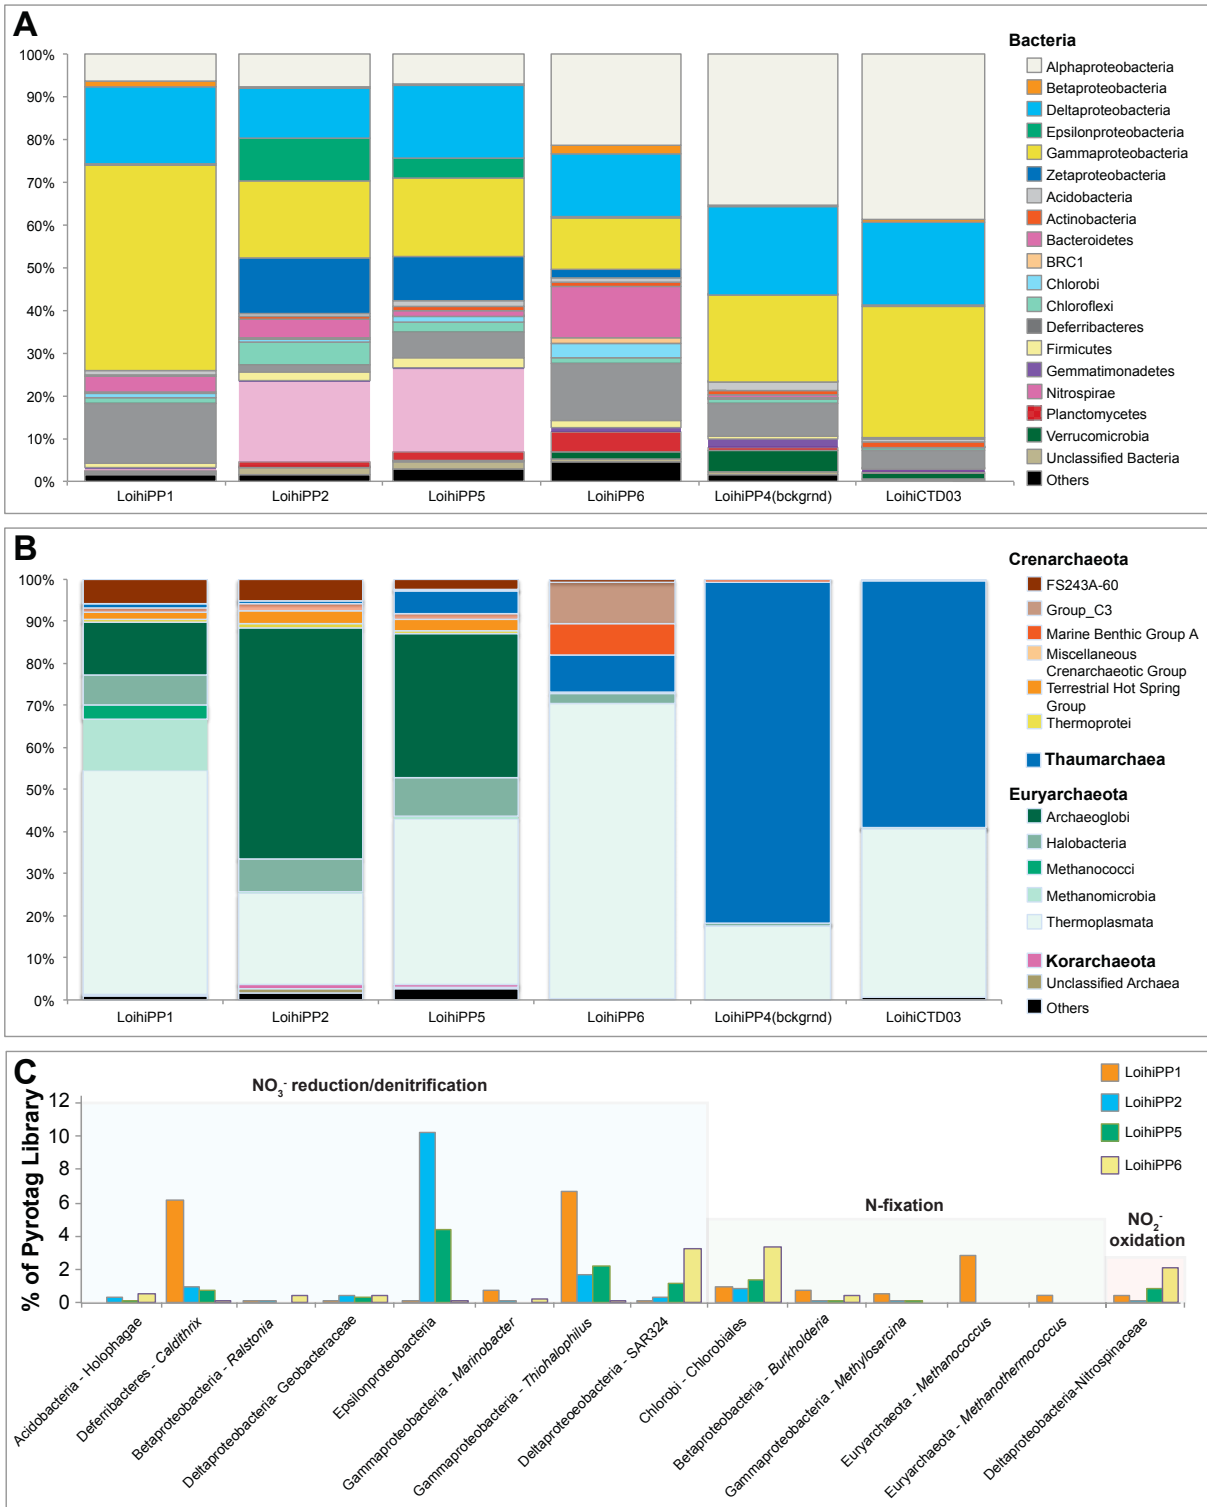 A
100%
90%
80%
70%
60%
50%
40%
30%
20%
10%
0%
LoihiPP1
LoihiPP2
LoihiPP5
LoihiPP6
LoihiPP4(bckgrnd)
LoihiCTD03
Bacteria
Alphaproteobacteria
Betaproteobacteria
Deltaproteobacteria
Epsilonproteobacteria
Gammaproteobacteria
Zetaproteobacteria
Acidobacteria
Actinobacteria
Bacteroidetes
BRC1
Chlorobi
Chloroflexi
Deferribacteres
Firmicutes
Gemmatimonadetes
Nitrospirae
Planctomycetes
Verrucomicrobia
Unclassified Bacteria
Others
B
100%
90%
80%
70%
60%
50%
40%
30%
20%
10%
0%
LoihiPP1
LoihiPP2
LoihiPP5
LoihiPP6
LoihiPP4(bckgrnd)
LoihiCTD03
Crenarchaeota
FS243A-60
Group_C3
Marine Benthic Group A
Miscellaneous
Crenarchaeotic Group
Terrestrial Hot Spring
Group
Thermoprotei
Thaumarchaea
Euryarchaeota
Archaeoglobi
Halobacteria
Methanococci
Methanomicrobia
Thermoplasmata
Korarchaeota
Unclassified Archaea
Others
C
% of Pyrotag Library
12
10
8
6
4
2
0
NO3- reduction/denitrification
N-fixation
NO2-
oxidation
LoihiPP1
LoihiPP2
LoihiPP5
LoihiPP6
Acidobacteria - Holophagae
Deferribacteres - Caldithrix
Betaproteobacteria - Ralstonia
Deltaproteobacteria- Geobacteraceae
Epsilonproteobacteria
Gammaproteobacteria - Marinobacter
Gammaproteobacteria - Thiohalophilus
Deltaproteoebacteria - SAR324
Chlorobi - Chlorobiales
Betaproteobacteria - Burkholderia
Gammaproteobacteria - Methylosarcina
Euryarchaeota - Methanococcus
Euryarchaeota - Methanothermococcus
Deltaproteobacteria-Nitrospinaceae